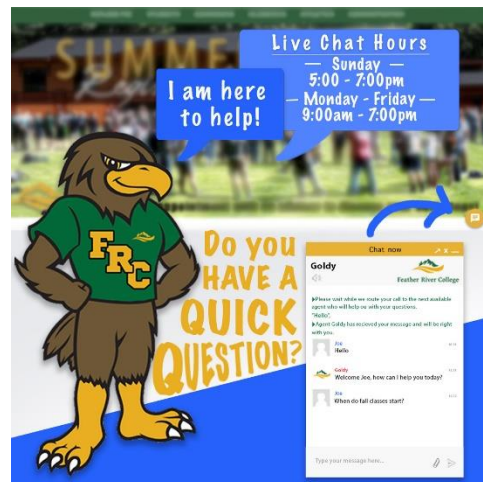 SUMME
Live Chat Hours
— Sunday —
5:00 - 7:00pm
— Monday - Friday —
9:00am - 7:00pm
I am here
to help!
FRC
Do you
HAVE A
QUICK
QUESTION?
Chat now
Goldy
Feather River College
Please wait while we route your call to the next available
agent who will help you with your questions.
"Hello".
Agent Goldy has recieved your message and will be right
with you.
Joe
Hello
Goldy
Welcome Joe, how can I help you today?
Joe
When do fall classes start?
Type your message here...